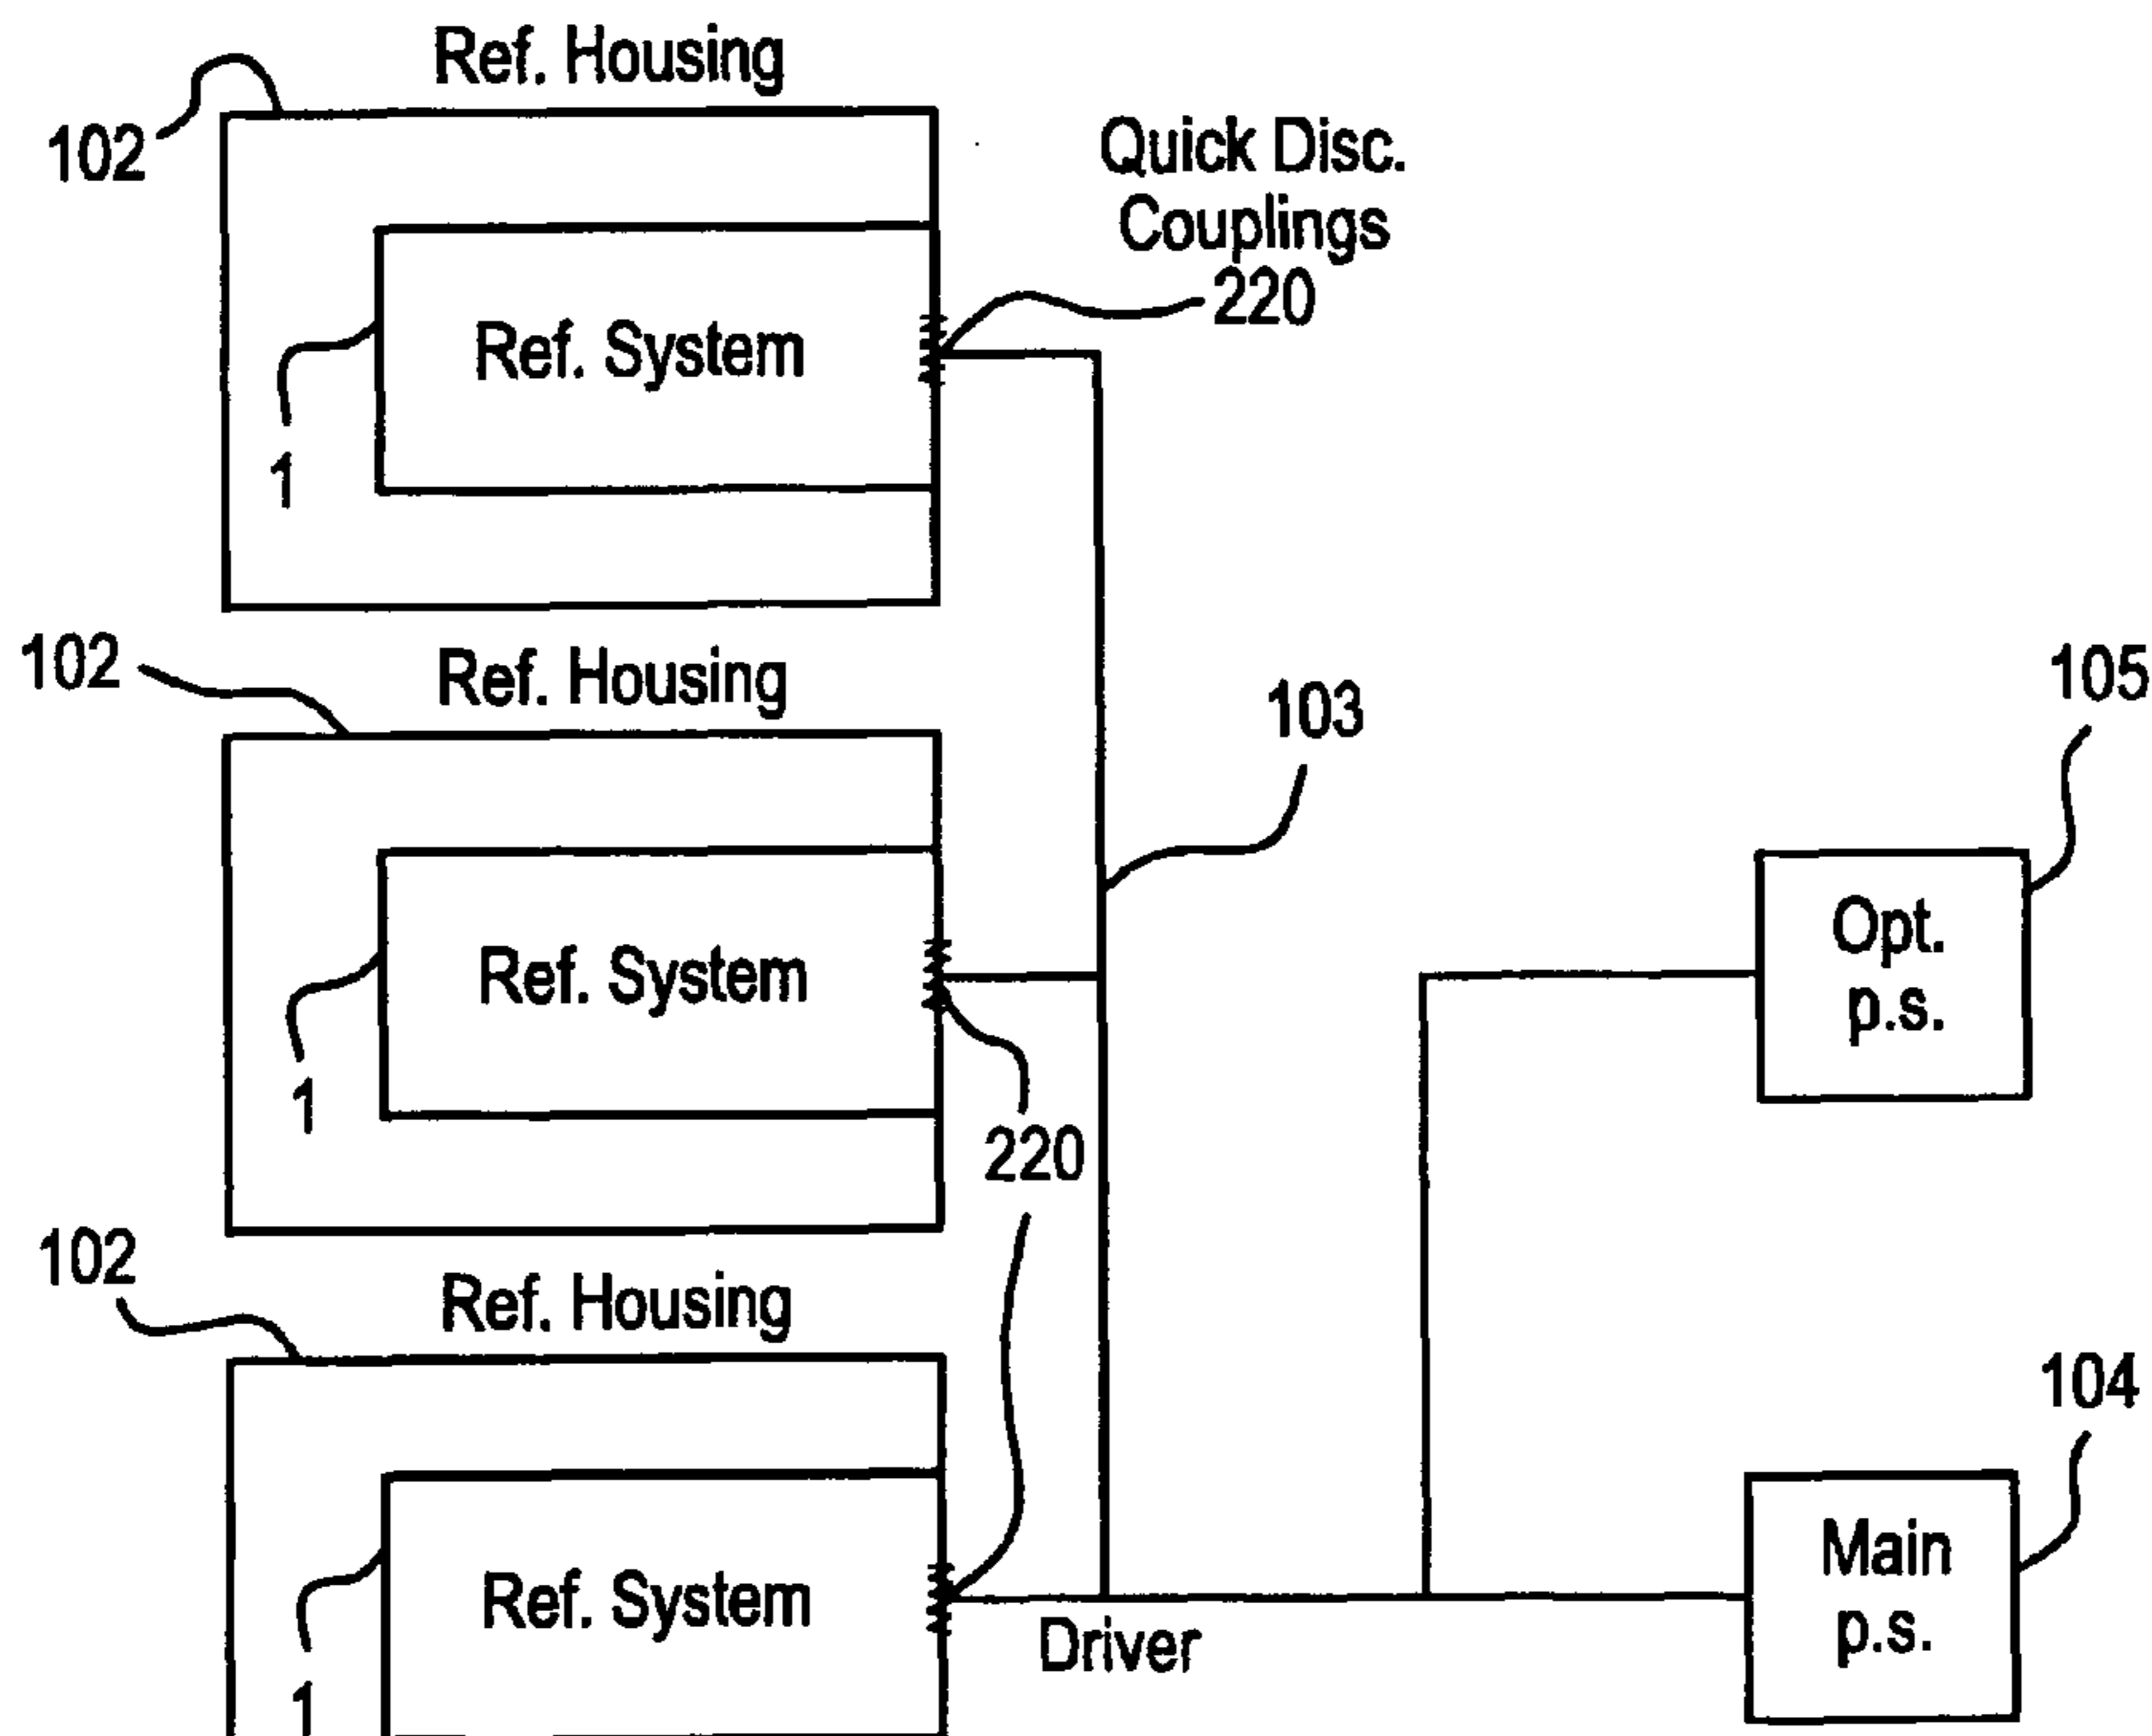 Ref. Housing
102
Quick Disc.
Couplings
220
Ref. System
1
102
Ref. Housing
103
105
Ref. System
Opt.
p.s.
1
220
102
Ref. Housing
104
Ref. System
Main
p.s.
Driver
1